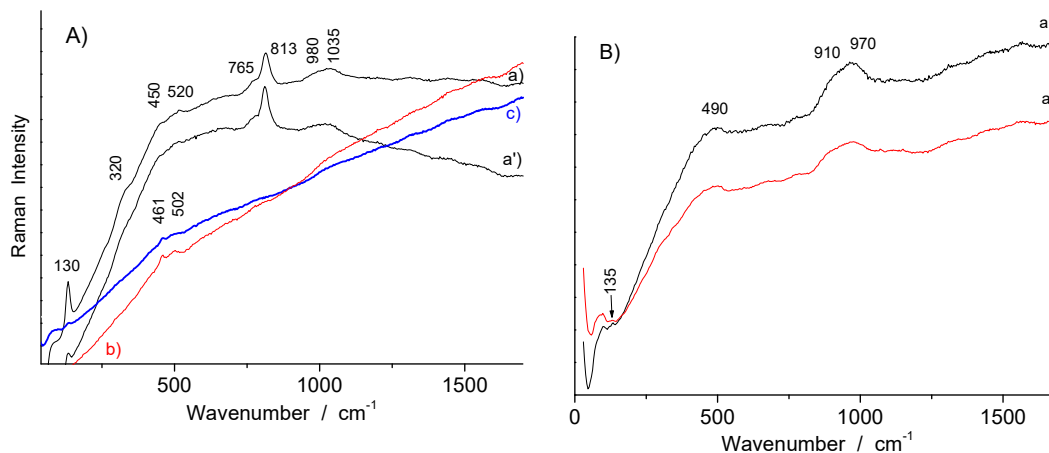 A)
130
320
450
520
765
813
980
1035
461
502
a)
c)
a')
b)
Raman Intensity
500
1000
1500
Wavenumber / cm-1
B)
135
490
910
970
a
a
0
500
1000
1500
Wavenumber / cm-1